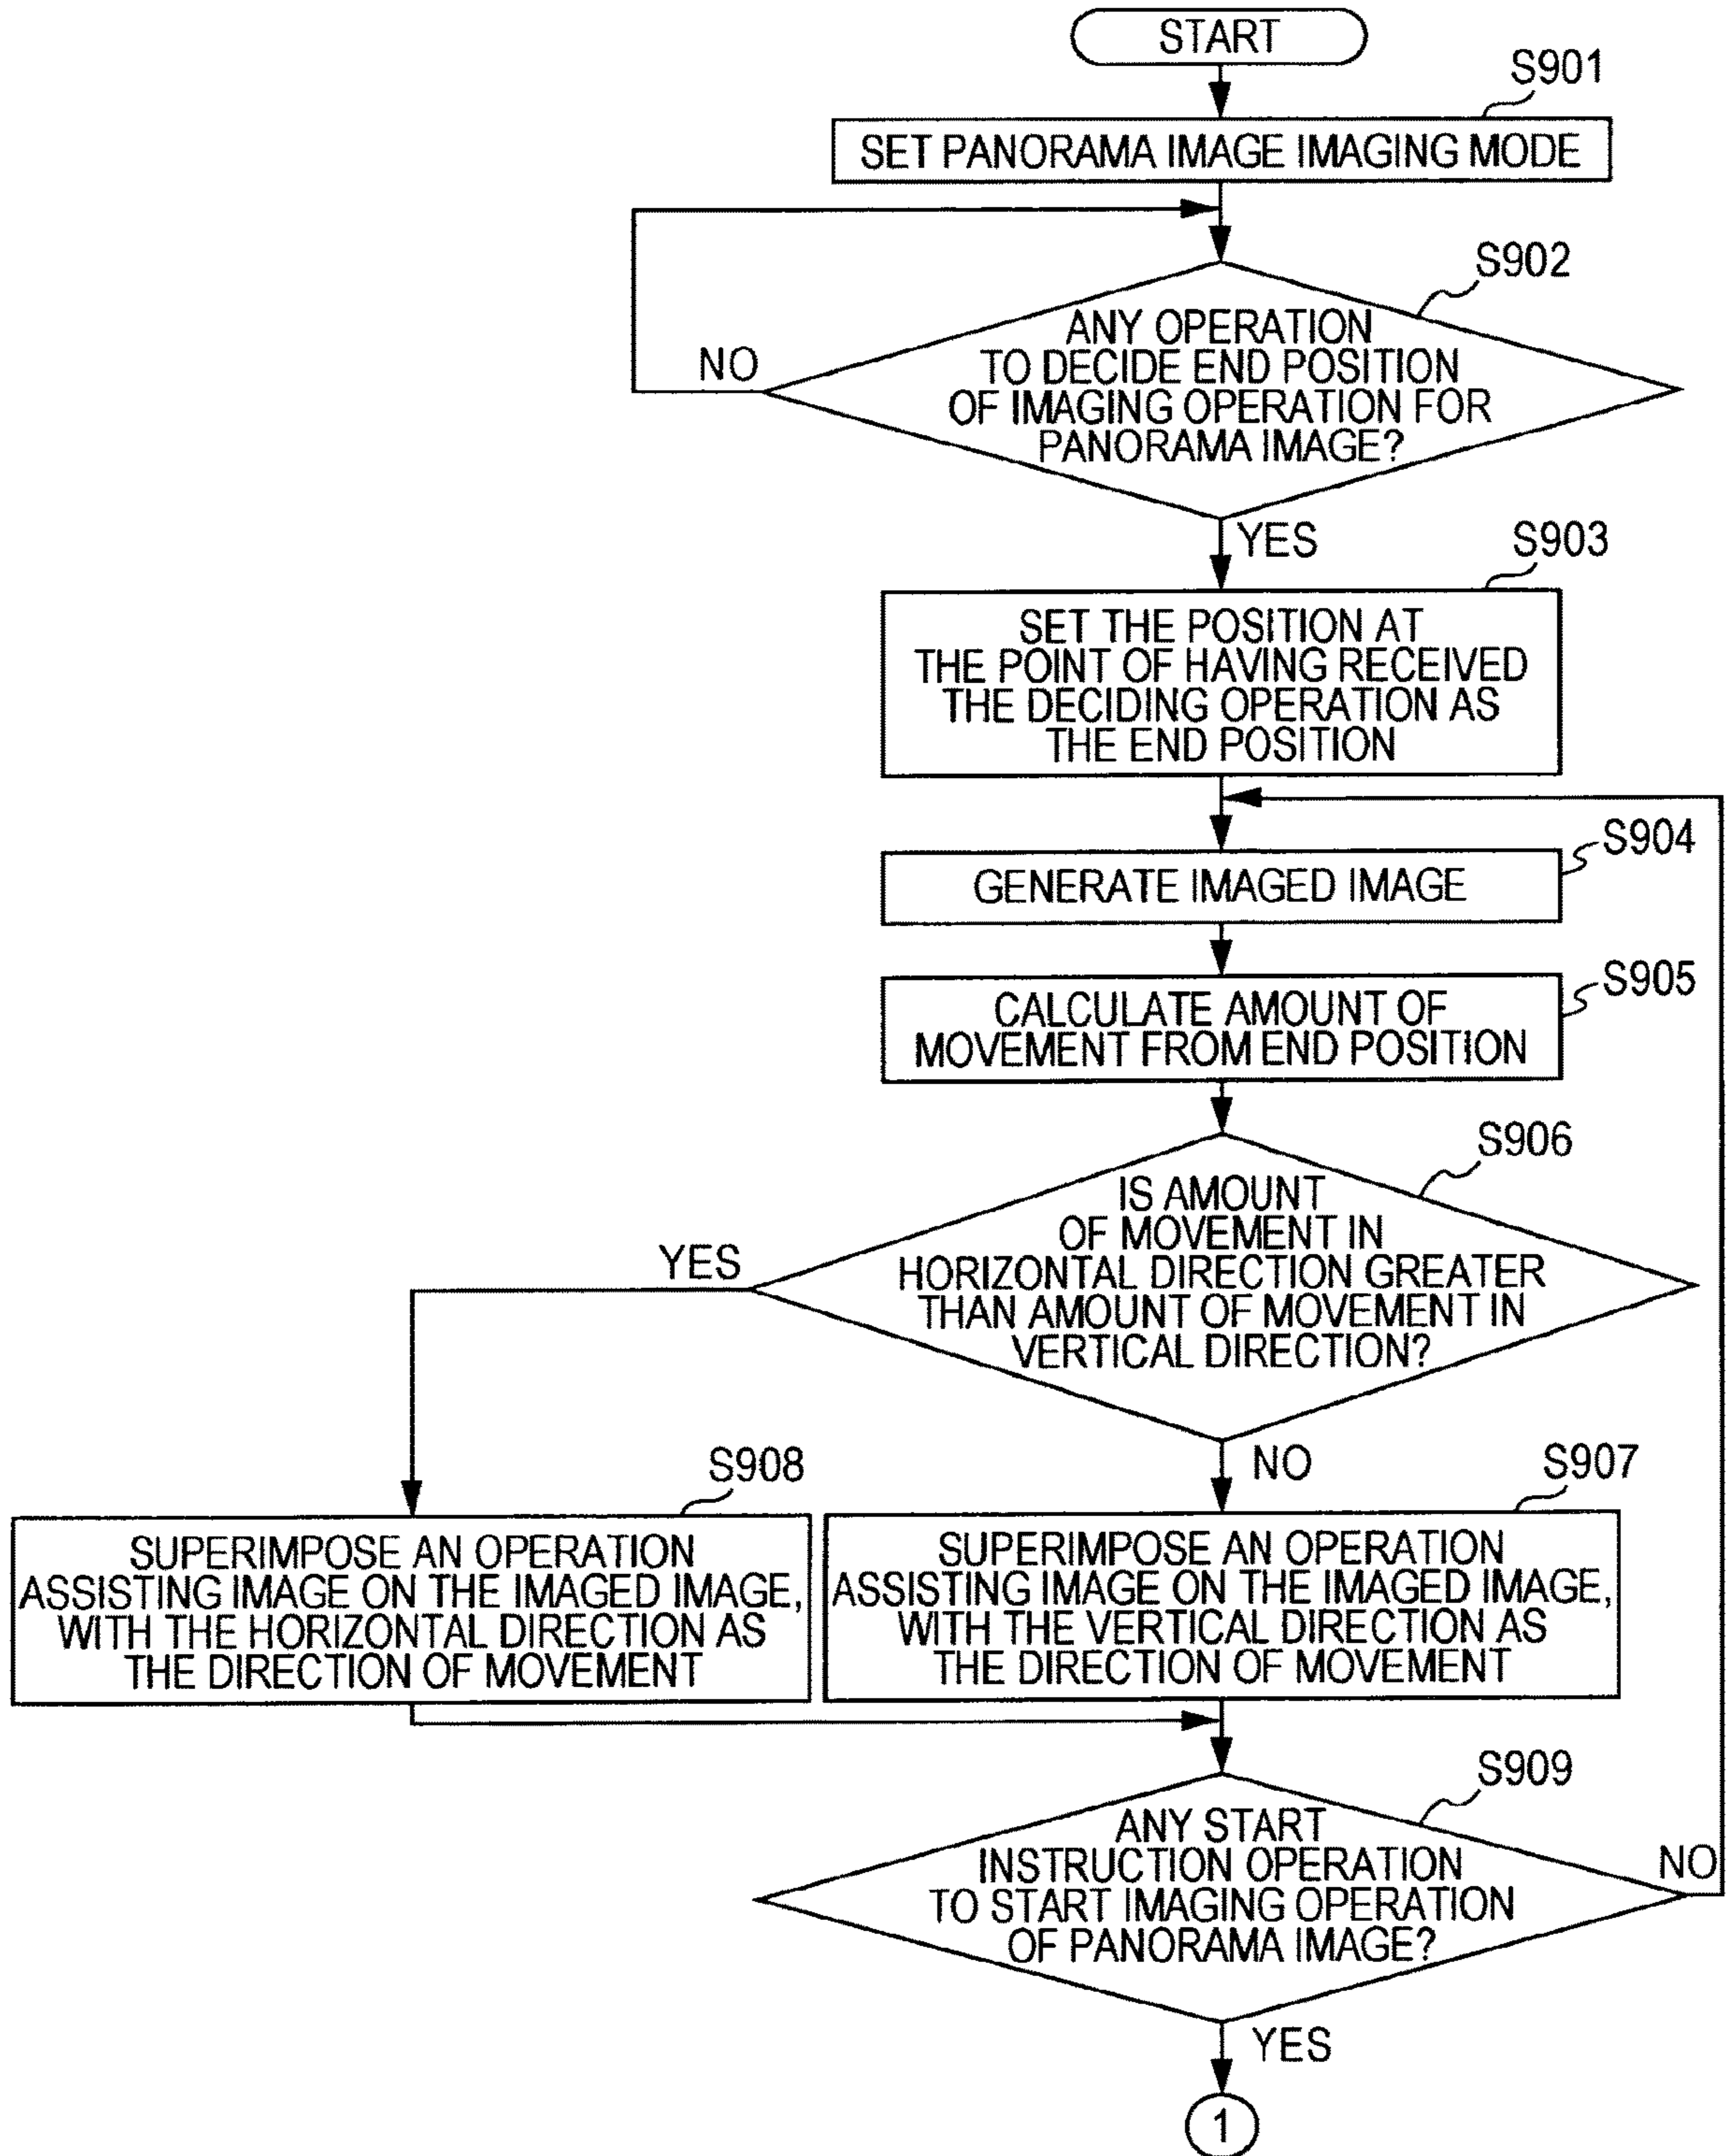 START
S901
SET PANORAMA IMAGE IMAGING MODE
S902
ANY OPERATION
TO DECIDE END POSITION
OF IMAGING OPERATION FOR
PANORAMA IMAGE?
NO
YES
S903
SET THE POSITION AT
THE POINT OF HAVING RECEIVED
THE DECIDING OPERATION AS
THE END POSITION
S904
GENERATE IMAGED IMAGE
S905
CALCULATE AMOUNT OF
MOVEMENT FROM END POSITION
S906
IS AMOUNT
OF MOVEMENT IN
HORIZONTAL DIRECTION GREATER
THAN AMOUNT OF MOVEMENT IN
VERTICAL DIRECTION?
YES
NO
S908
SUPERIMPOSE AN OPERATION
ASSISTING IMAGE ON THE IMAGED IMAGE,
WITH THE HORIZONTAL DIRECTION AS
THE DIRECTION OF MOVEMENT
S907
SUPERIMPOSE AN OPERATION
ASSISTING IMAGE ON THE IMAGED IMAGE,
WITH THE VERTICAL DIRECTION AS
THE DIRECTION OF MOVEMENT
S909
ANY START
INSTRUCTION OPERATION
TO START IMAGING OPERATION
OF PANORAMA IMAGE?
NO
YES
1